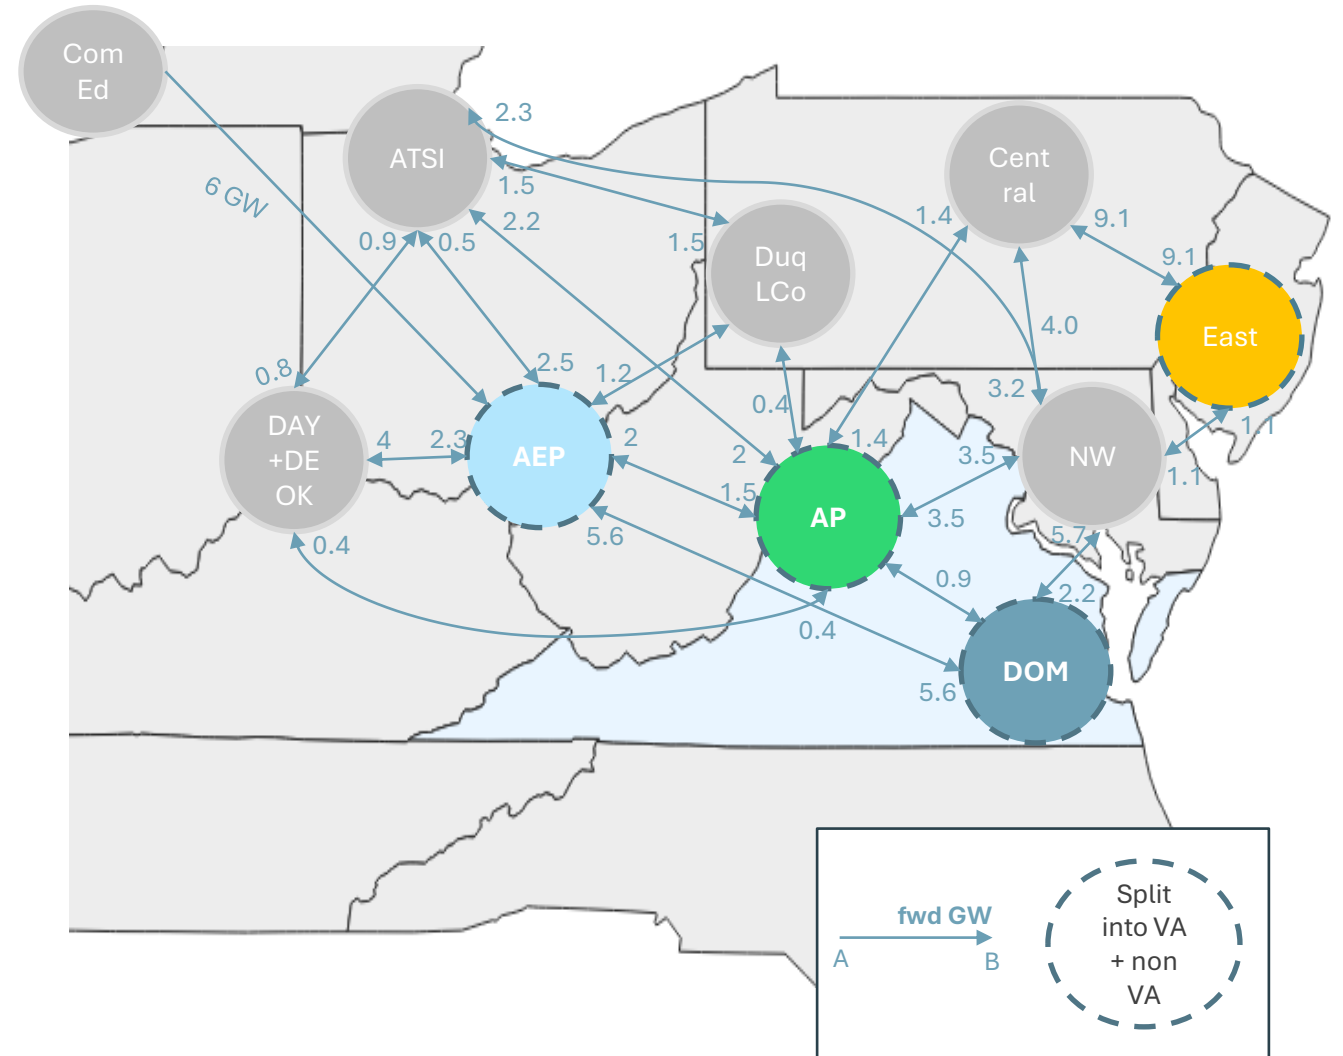 Com
Ed
6 GW
ATSI
2.3
1.5
2.2
0.9
0.5
Cent
ral
1.4
9.1
9.1
1.5
Duq
LCo
East
4.0
0.8
2.5
1.2
0.4
3.2
1.1
DAY
+DE
OK
4
2.3
AEP
2
2
1.4
3.5
NW
1.1
1.5
AP
3.5
5.6
0.4
5.7
0.9
2.2
0.4
DOM
5.6
fwd GW
A
B
Split
into VA
+ non
VA